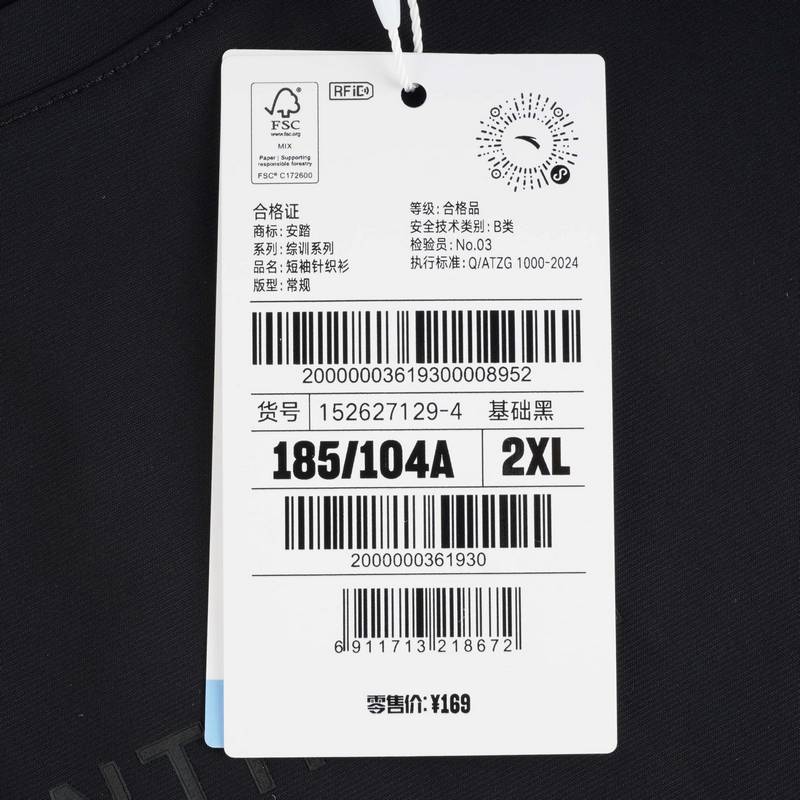 RFiD
FSC
www.fsc.org
MIX
Paper | Supporting
responsible forestry
FSC® C172600
合格证
商标: 安踏
系列: 综训系列
品名: 短袖针织衫
版型: 常规
等级: 合格品
安全技术类别: B类
检验员: No.03
执行标准: Q/ATZG 1000-2024
20000003619300008952
货号 152627129-4 基础黑
185/104A 2XL
2000000361930
6 911713 218672
零售价: ¥169
ANTA